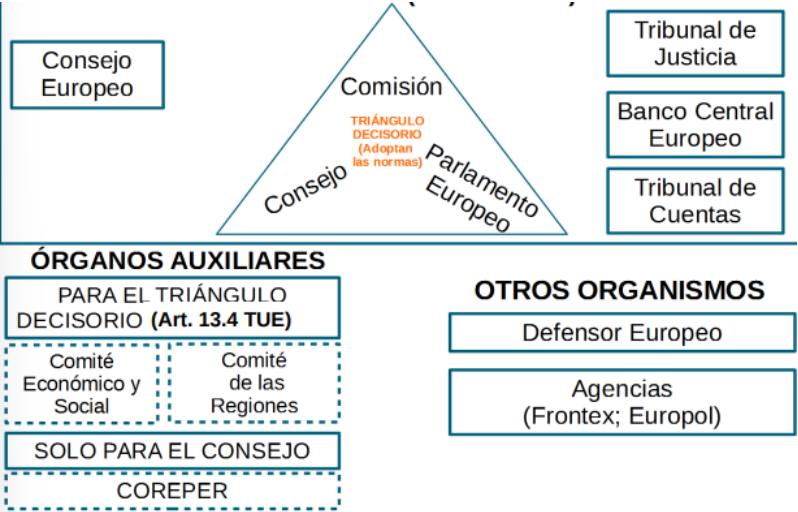 Consejo
Europeo
Comisión
TRIÁNGULO
DECISORIO
(Adoptan
las normas)
Consejo
Parlamento
Europeo
Tribunal de
Justicia
Banco Central
Europeo
Tribunal de
Cuentas
ÓRGANOS AUXILIARES
PARA EL TRIÁNGULO
DECISORIO (Art. 13.4 TUE)
Comité
Económico y
Social
Comité
de las
Regiones
SOLO PARA EL CONSEJO
COREPER
OTROS ORGANISMOS
Defensor Europeo
Agencias
(Frontex; Europol)